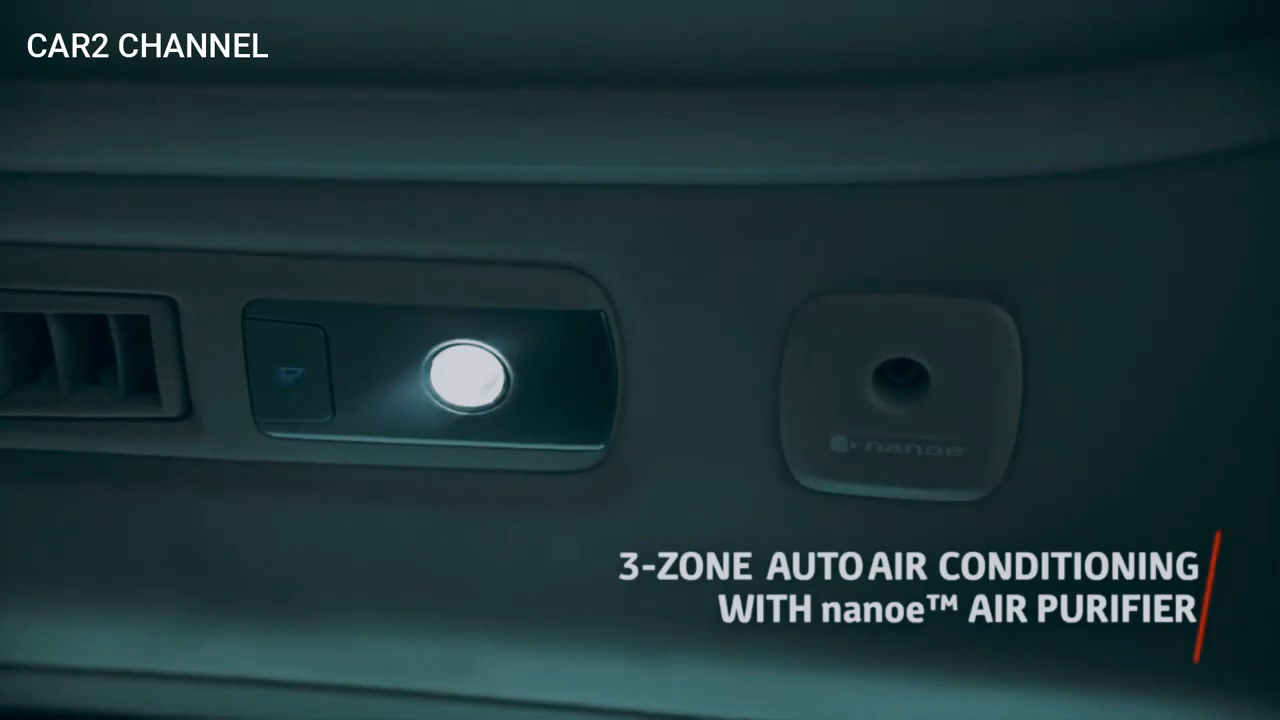 CAR2 CHANNEL
nanoe
3-ZONE AUTO AIR CONDITIONING
WITH nanoe™ AIR PURIFIER